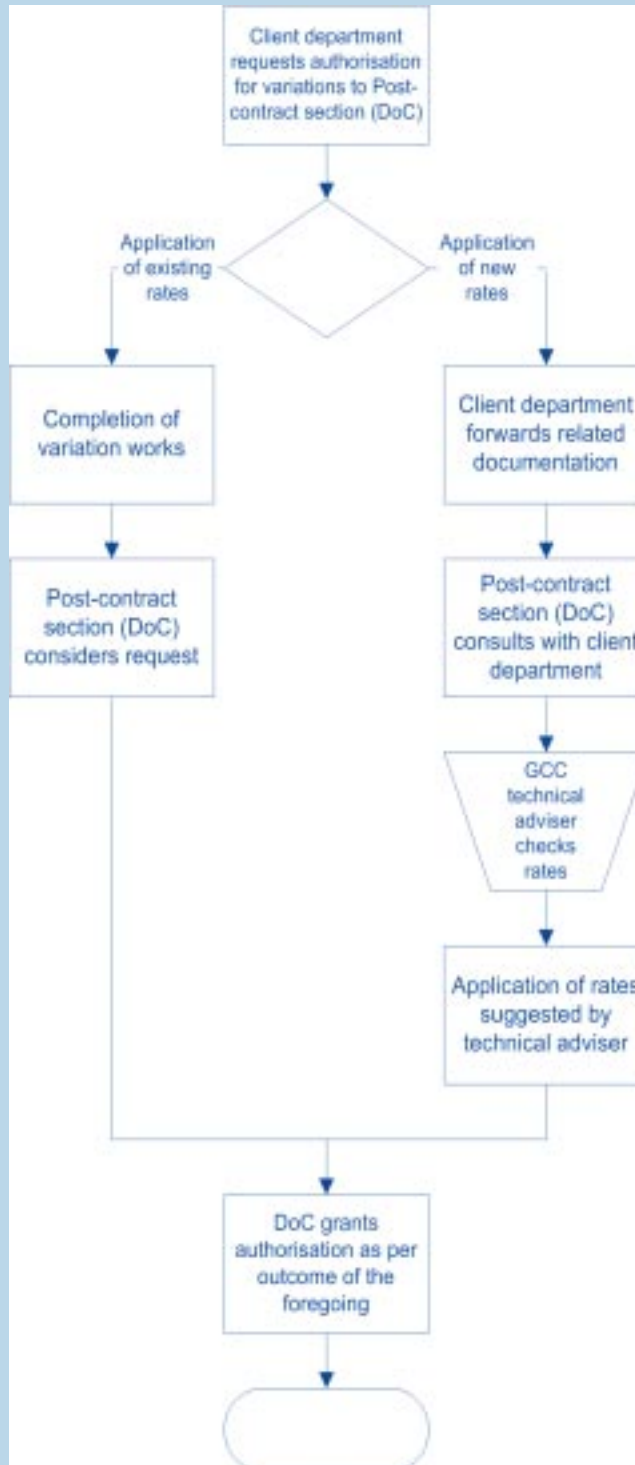 Client department
requests authorisation
for variations to Post-
contract section (DoC)
Application
of existing
rates
Application
of new
rates
Completion of
variation works
Client department
forwards related
documentation
Post-contract
section (DoC)
considers request
Post-contract
section (DoC)
consults with client
department
GCC
technical
adviser
checks
rates
Application of rates
suggested by
technical adviser
DoC grants
authorisation as per
outcome of the
foregoing